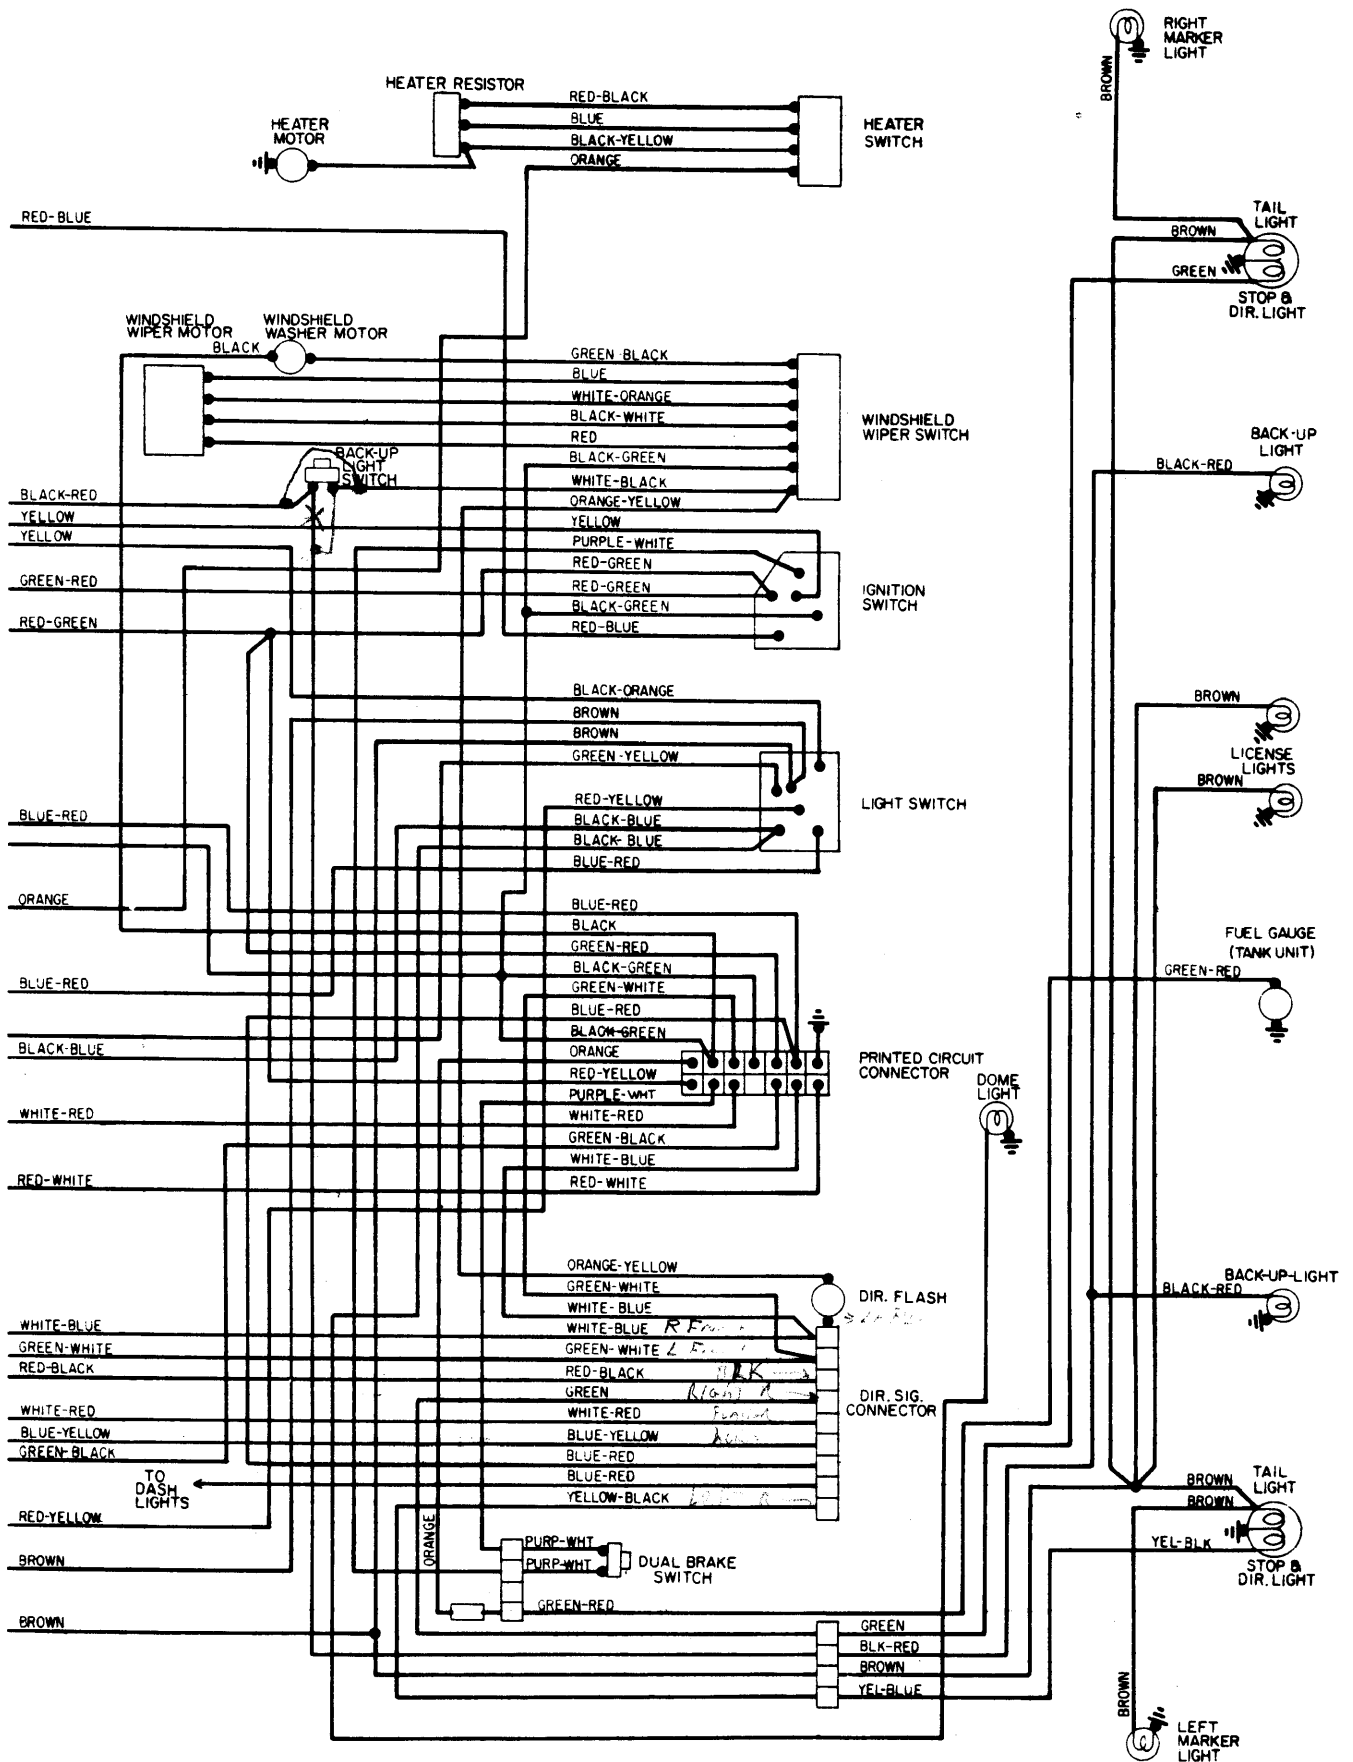 RIGHT
MARKER
LIGHT
BROWN
HEATER RESISTOR
RED-BLACK
BLUE
BLACK-YELLOW
ORANGE
HEATER
SWITCH
HEATER
MOTOR
RED-BLUE
TAIL
LIGHT
BROWN
GREEN
STOP &
DIR. LIGHT
WINDSHIELD
WIPER MOTOR
WINDSHIELD
WASHER MOTOR
BLACK
GREEN BLACK
BLUE
WHITE-ORANGE
BLACK-WHITE
RED
BLACK-GREEN
WHITE-BLACK
ORANGE-YELLOW
WINDSHIELD
WIPER SWITCH
BACK-UP
LIGHT
SWITCH
BACK-UP
LIGHT
BLACK-RED
BLACK-RED
YELLOW
YELLOW
GREEN-RED
RED-GREEN
YELLOW
PURPLE-WHITE
RED-GREEN
RED-GREEN
BLACK-GREEN
RED-BLUE
IGNITION
SWITCH
BLACK-ORANGE
BROWN
BROWN
GREEN-YELLOW
RED-YELLOW
BLACK-BLUE
BLACK-BLUE
BLUE-RED
LIGHT SWITCH
BROWN
LICENSE
LIGHTS
BROWN
BLUE-RED
ORANGE
BLUE-RED
BLACK-BLUE
WHITE-RED
RED-WHITE
BLUE-RED
BLACK
GREEN-RED
BLACK-GREEN
GREEN-WHITE
BLUE-RED
BLACK-GREEN
ORANGE
RED-YELLOW
PURPLE-WHT
WHITE-RED
GREEN-BLACK
WHITE-BLUE
RED-WHITE
PRINTED CIRCUIT
CONNECTOR
DOME
LIGHT
FUEL GAUGE
(TANK UNIT)
GREEN-RED
ORANGE-YELLOW
GREEN-WHITE
WHITE-BLUE
WHITE-BLUE
GREEN-WHITE
RED-BLACK
GREEN
WHITE-RED
BLUE-YELLOW
BLUE-RED
BLUE-RED
YELLOW-BLACK
R
L
Right R
DIR. FLASH
DIR. SIG.
CONNECTOR
BACK-UP-LIGHT
BLACK-RED
WHITE-BLUE
GREEN-WHITE
RED-BLACK
WHITE-RED
BLUE-YELLOW
GREEN-BLACK
TO
DASH
LIGHTS
RED-YELLOW
BROWN
BROWN
ORANGE
PURP-WHT
PURP-WHT
DUAL BRAKE
SWITCH
GREEN-RED
GREEN
BLK-RED
BROWN
YEL-BLUE
TAIL
LIGHT
BROWN
BROWN
YEL-BLK
STOP &
DIR. LIGHT
BROWN
LEFT
MARKER
LIGHT